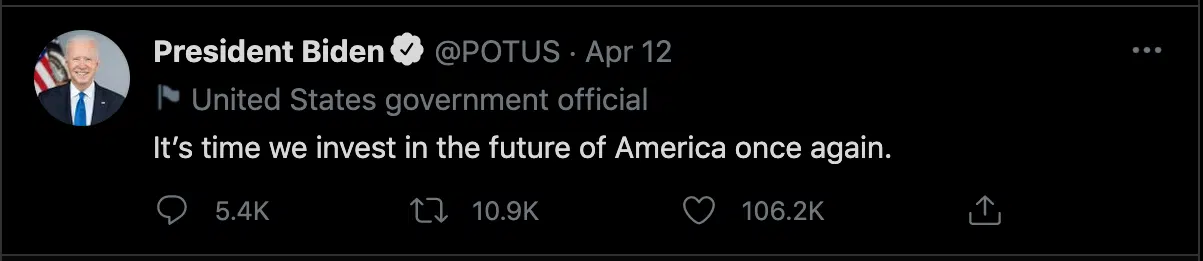 President Biden @POTUS · Apr 12
United States government official
It’s time we invest in the future of America once again.
5.4K 10.9K 106.2K